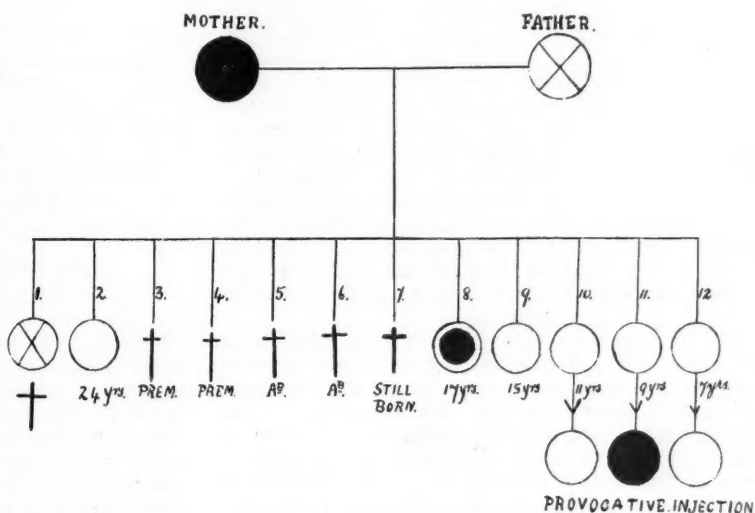 MOTHER. FATHER.
1. 2. 3. 4. 5. 6. 7. 8. 9. 10. 11. 12
24 yrs. PREM. PREM. AB. AB. STILL BORN. 17 yrs. 15 yrs 11 yrs 9 yrs 7 yrs.
PROVOCATIVE. INJECTION